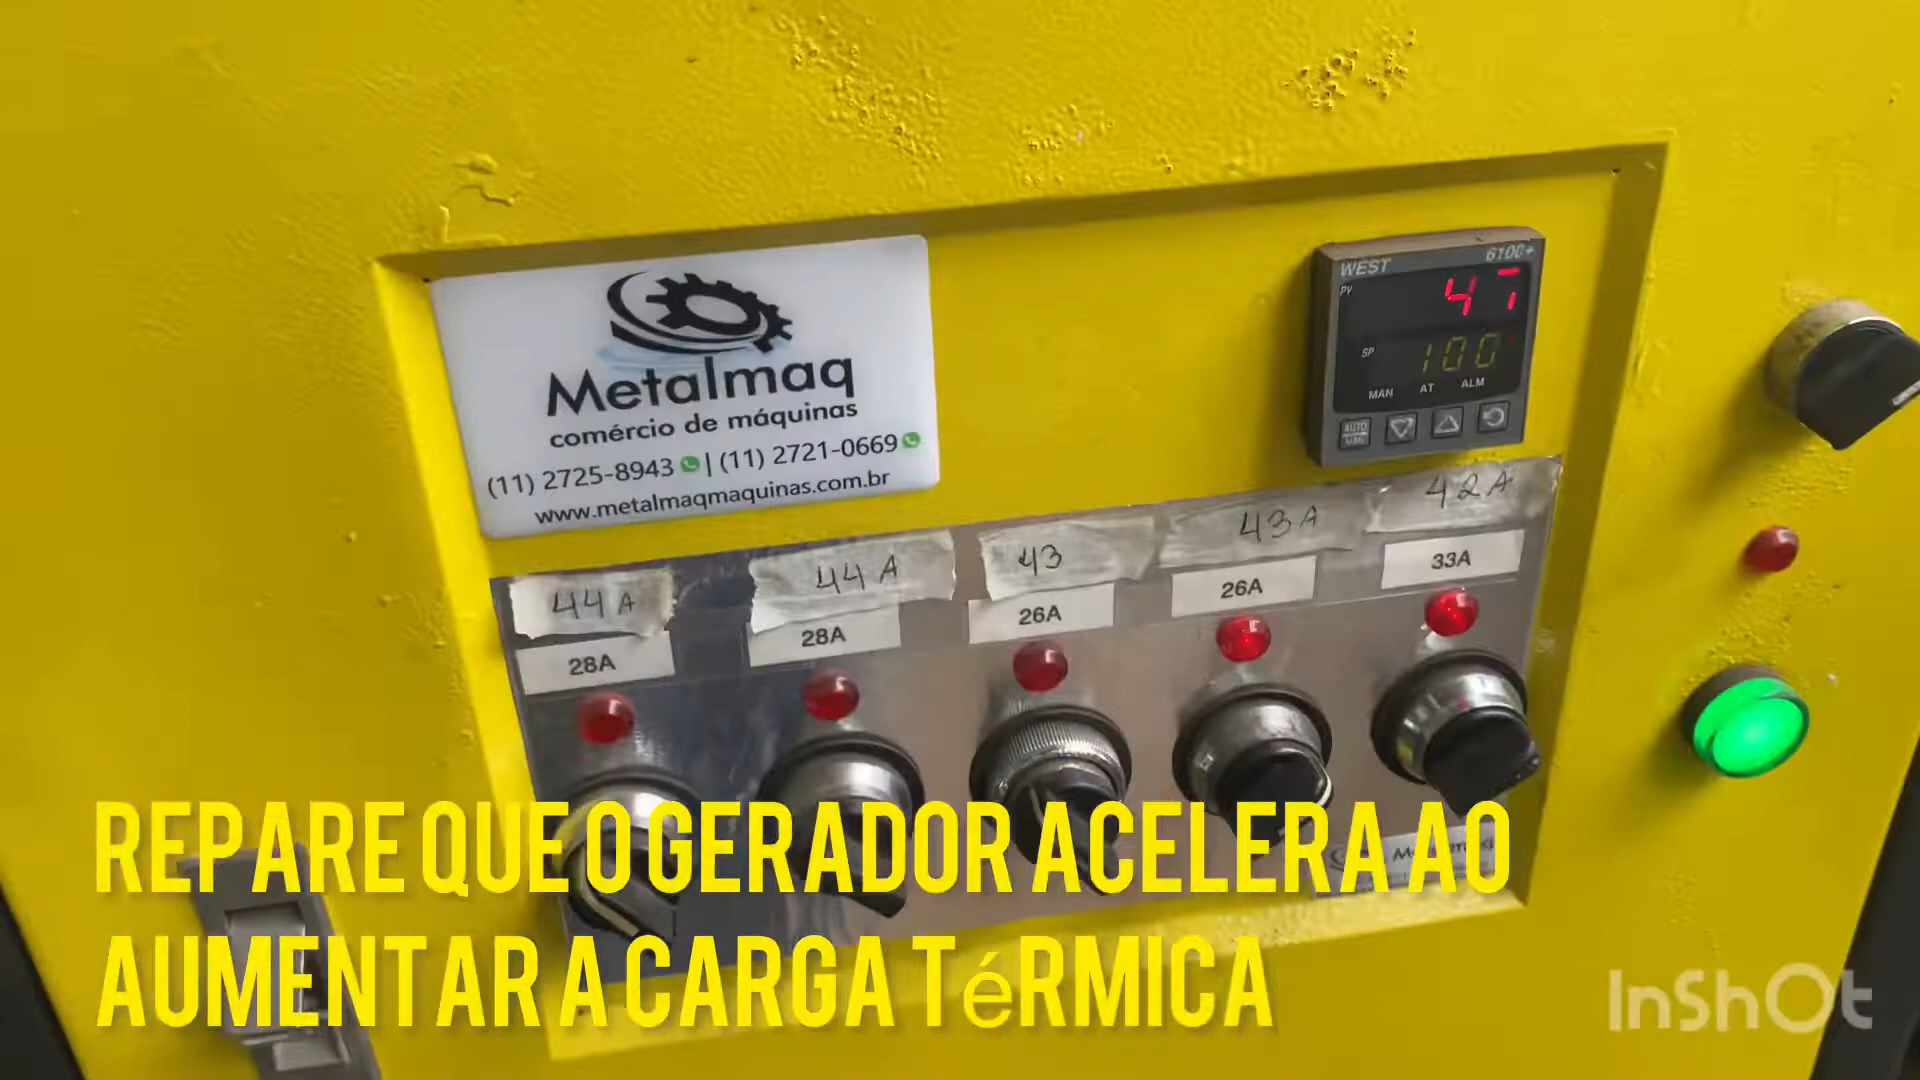 WEST 6100+
PV 47
SP 100
MAN AT ALM
AUTO
MAN
Metalmaq
comércio de máquinas
(11) 2725-8943 | (11) 2721-0669
www.metalmaqmaquinas.com.br
44A 44A 43 43A 42A
28A 28A 26A 26A 33A
REPARE QUE O GERADOR ACELERA AO
AUMENTAR A CARGA TéRMICA
InShOt